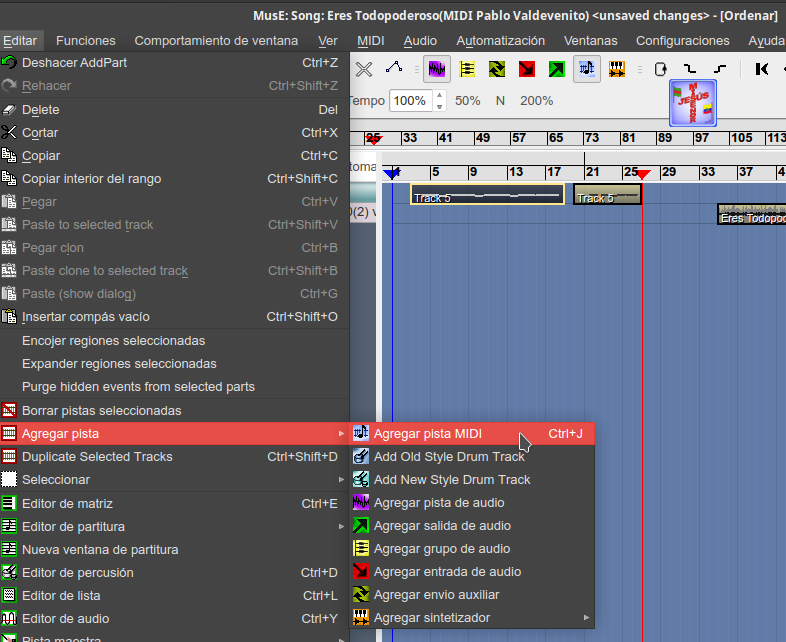 MusE: Song: Eres Todopoderoso(MIDI Pablo Valdevenito) <unsaved changes> - [Ordenar]
Editar Funciones Comportamiento de ventana Ver MIDI Audio Automatización Ventanas Configuraciones Ayuda
Deshacer AddPart Ctrl+Z
Rehacer Ctrl+Shift+Z
Delete Del
Cortar Ctrl+X
Copiar Ctrl+C
Copiar interior del rango Ctrl+Shift+C
Pegar Ctrl+V
Paste to selected track Ctrl+Shift+V
Pegar clon Ctrl+B
Paste clone to selected track Ctrl+Shift+B
Paste (show dialog) Ctrl+G
Insertar compás vacío Ctrl+Shift+O
Encojer regiones seleccionadas
Expander regiones seleccionadas
Purge hidden events from selected parts
Borrar pistas seleccionadas
Agregar pista
Duplicate Selected Tracks Ctrl+Shift+D
Seleccionar
Editor de matriz Ctrl+E
Editor de partitura
Nueva ventana de partitura
Editor de percusión Ctrl+D
Editor de lista Ctrl+L
Editor de audio Ctrl+Y
Pista maestra
Agregar pista MIDI Ctrl+J
Add Old Style Drum Track
Add New Style Drum Track
Agregar pista de audio
Agregar salida de audio
Agregar grupo de audio
Agregar entrada de audio
Agregar envio auxiliar
Agregar sintetizador
Tempo 100% 50% N 200%
JESÚS
25 33 41 49 57 65 73 81 89 97 105 113
toma
5 9 13 17 21 25 29 33 37
Track 5 Track 5
0(2)
Eres Todopod